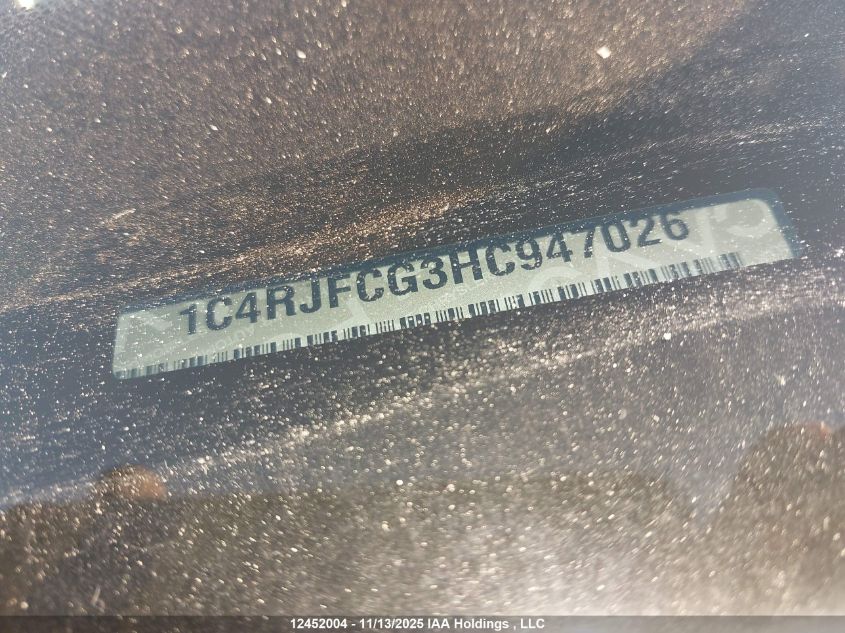 1C4RJFCG3HC947026
12452004 - 11/13/2025 IAA Holdings , LLC